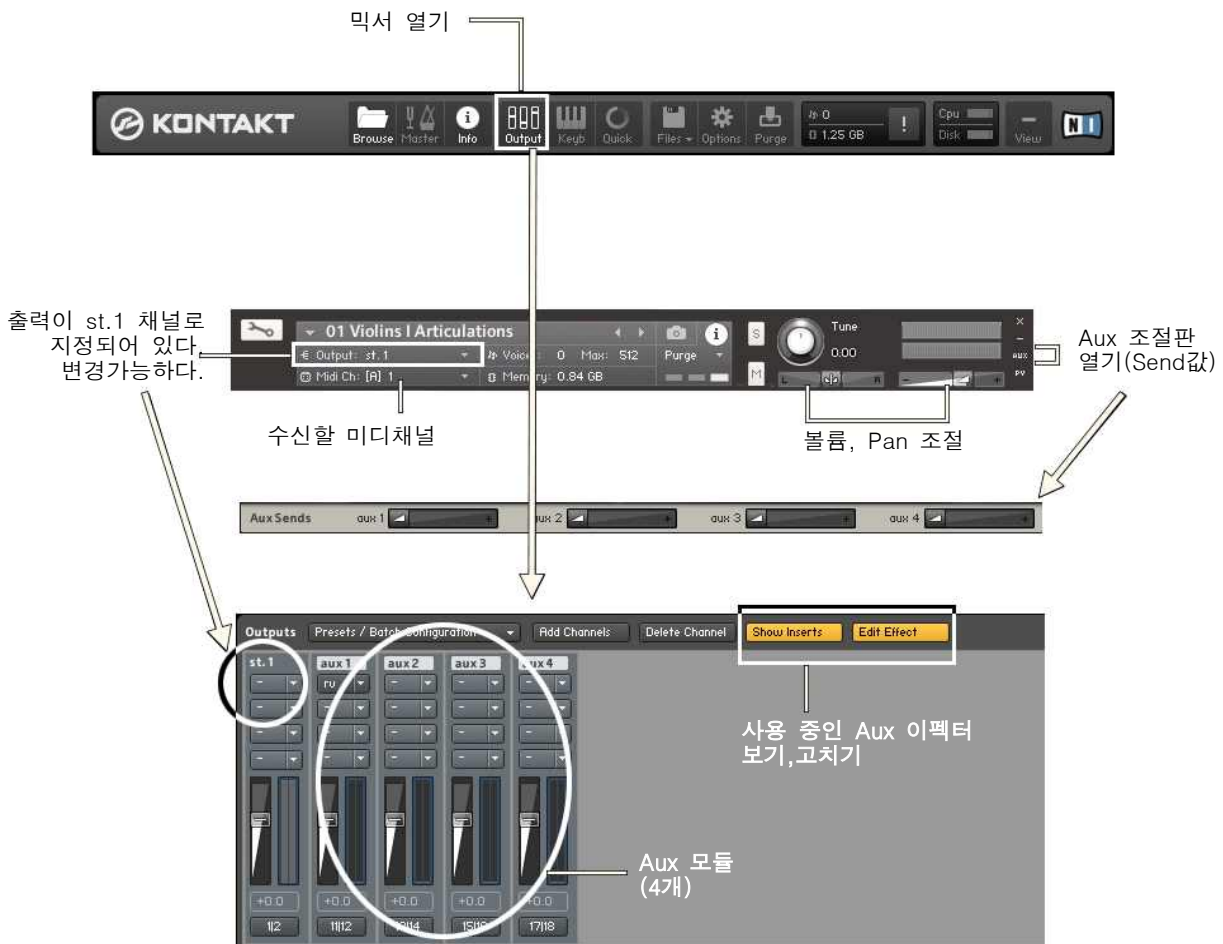 믹서 열기
KONTAKT
Browse Master Info Output Keyb Quick Files Options Purge 0 1.25 GB ! Cpu Disk View NI
출력이 st.1 채널로
지정되어 있다.
변경가능하다.
01 Violins I Articulations i S Tune ×
Output: st.1 0 Max: 512 Purge 0.00 aux
Midi Ch: [A] 1 Memory: 0.84 GB M L R - + pv
Aux 조절판
열기(Send값)
수신할 미디채널
볼륨, Pan 조절
Aux Sends aux 1 + aux 2 + aux 3 + aux 4 +
Outputs Presets / Batch Configuration Add Channels Delete Channel Show Inserts Edit Effect
st.1 aux 1 aux 2 aux 3 aux 4
- rv - - -
- - - - -
- - - - -
- - - - -
사용 중인 Aux 이펙터
보기,고치기
Aux 모듈
(4개)
+0.0 +0.0 +0.0 +0.0 +0.0
1|2 11|12 13|14 15|16 17|18